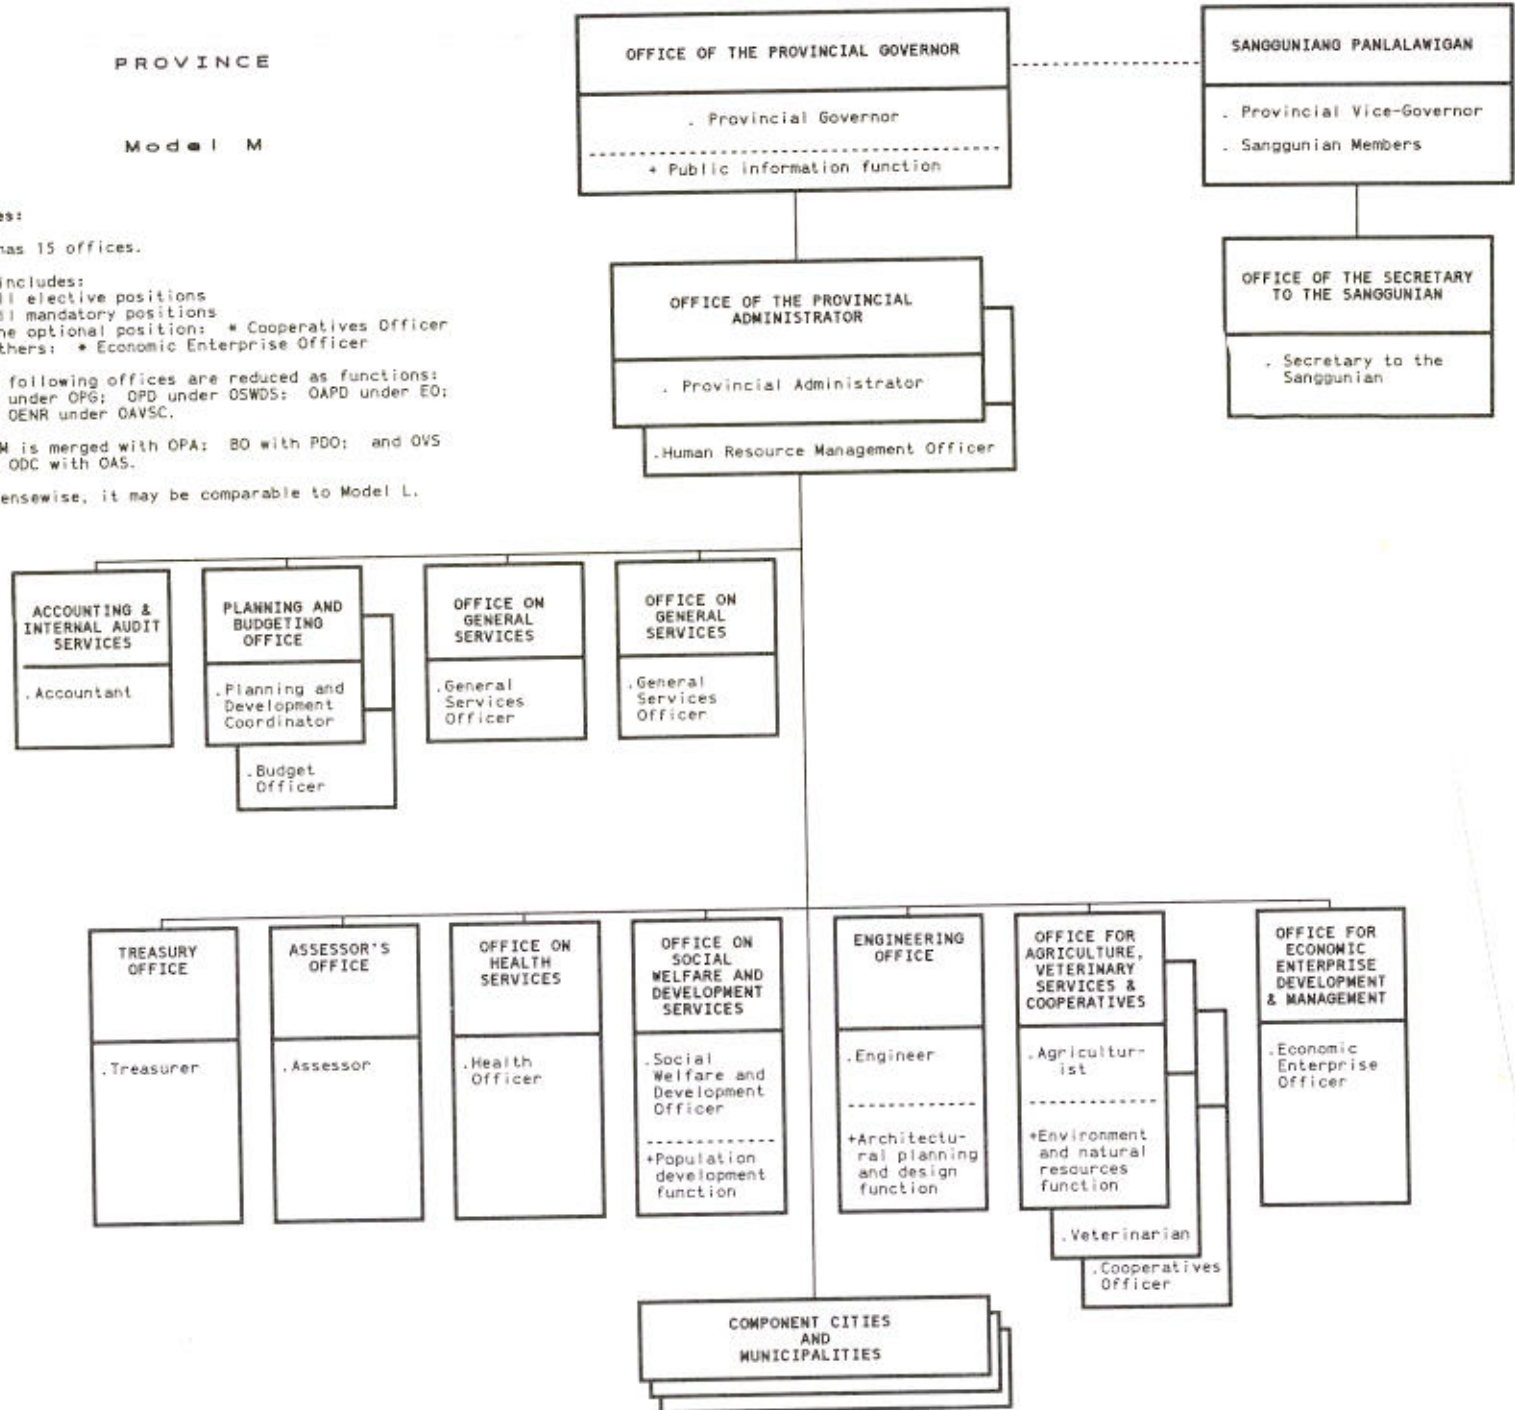 PROVINCE
Model M
es:
has 15 offices.
includes:
ll elective positions
ll mandatory positions
ne optional position: * Cooperatives Officer
thers: * Economic Enterprise Officer
following offices are reduced as functions:
under OPG; OPD under OSWDS; OAPD under EO;
OENR under OAVSC.
M is merged with OPA; BO with PDO; and OVS
ODC with OAS.
ensewise, it may be comparable to Model L.
OFFICE OF THE PROVINCIAL GOVERNOR
. Provincial Governor
+ Public information function
SANGGUNIANG PANLALAWIGAN
. Provincial Vice-Governor
. Sanggunian Members
OFFICE OF THE PROVINCIAL
ADMINISTRATOR
. Provincial Administrator
.Human Resource Management Officer
OFFICE OF THE SECRETARY
TO THE SANGGUNIAN
. Secretary to the
Sanggunian
ACCOUNTING &
INTERNAL AUDIT
SERVICES
.Accountant
PLANNING AND
BUDGETING
OFFICE
.Planning and
Development
Coordinator
.Budget
Officer
OFFICE ON
GENERAL
SERVICES
.General
Services
Officer
OFFICE ON
GENERAL
SERVICES
.General
Services
Officer
TREASURY
OFFICE
.Treasurer
ASSESSOR'S
OFFICE
.Assessor
OFFICE ON
HEALTH
SERVICES
.Health
Officer
OFFICE ON
SOCIAL
WELFARE AND
DEVELOPMENT
SERVICES
.Social
Welfare and
Development
Officer
+Population
development
function
ENGINEERING
OFFICE
.Engineer
+Architectu-
ral planning
and design
function
OFFICE FOR
AGRICULTURE,
VETERINARY
SERVICES &
COOPERATIVES
.Agricultur-
ist
+Environment
and natural
resources
function
.Veterinarian
.Cooperatives
Officer
OFFICE FOR
ECONOMIC
ENTERPRISE
DEVELOPMENT
& MANAGEMENT
.Economic
Enterprise
Officer
COMPONENT CITIES
AND
MUNICIPALITIES